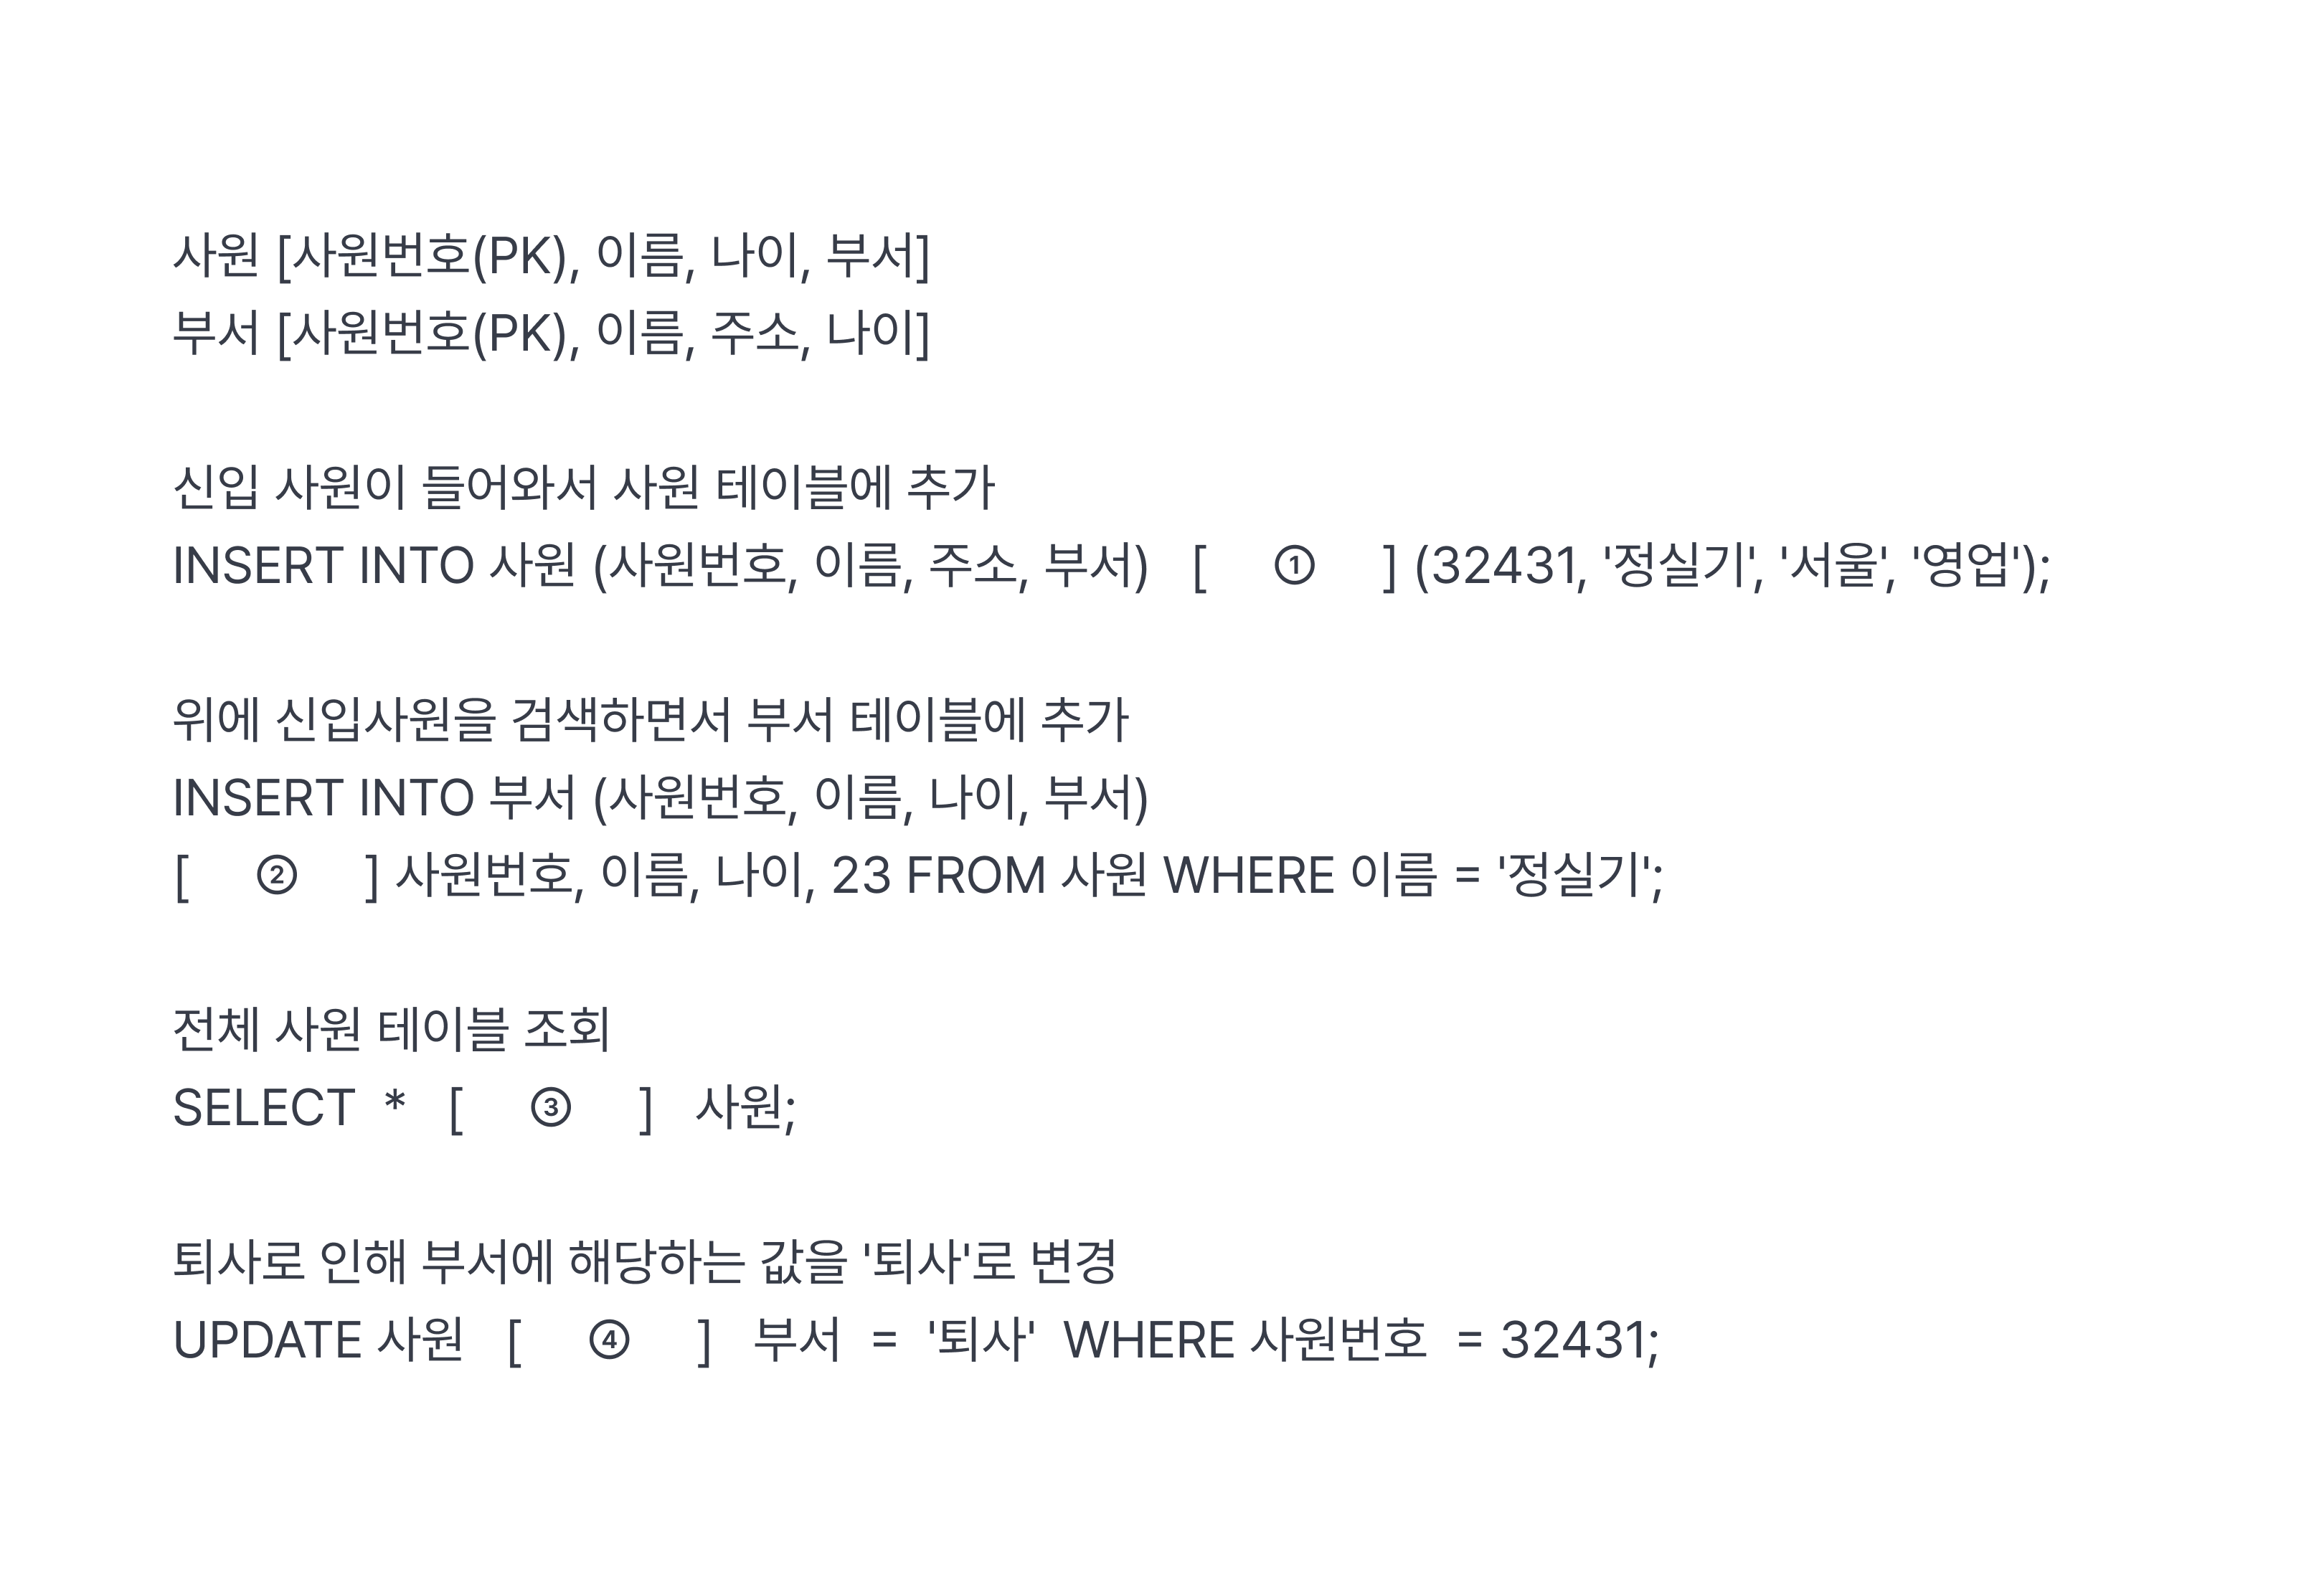 사원 [사원번호(PK), 이름, 나이, 부서]
부서 [사원번호(PK), 이름, 주소, 나이]
신입 사원이 들어와서 사원 테이블에 추가
INSERT INTO 사원 (사원번호, 이름, 주소, 부서) [ ① ] (32431, '정실기', '서울', '영업');
위에 신입사원을 검색하면서 부서 테이블에 추가
INSERT INTO 부서 (사원번호, 이름, 나이, 부서)
[ ② ] 사원번호, 이름, 나이, 23 FROM 사원 WHERE 이름 = '정실기';
전체 사원 테이블 조회
SELECT * [ ③ ] 사원;
퇴사로 인해 부서에 해당하는 값을 '퇴사'로 변경
UPDATE 사원 [ ④ ] 부서 = '퇴사' WHERE 사원번호 = 32431;